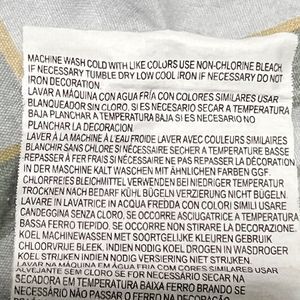 MACHINE WASH COLD WITH LIKE COLORS USE NON-CHLORINE BLEACH
IF NECESSARY TUMBLE DRY LOW COOL IRON IF NECESSARY DO NOT
IRON DECORATION
LAVAR A MÁQUINA CON AGUA FRÍA CON COLORES SIMILARES USAR
BLANQUEADOR SIN CLORO. SI ES NECESARIO SECAR A TEMPERATURA
BAJA PLANCHAR A TEMPERATURA BAJA SI ES NECESARIO NO
PLANCHAR LA DECORACION
LAVER À LA MACHINE À L'EAU FROIDE LAVER AVEC COULEURS SIMILAIRES
BLANCHIR SANS CHLORE SI NÉCESSAIRE SÉCHER A TEMPERATURE BASSE
REPASSER À FER FRAIS SI NÉCESSAIRE NE PAS REPASSER LA DÉCORATION
IN DER MASCHINE KALT WASCHEN MIT ÄHNLICHEN FARBEN GGF.
CHLORFREIES BLEICHMITTEL VERWENDEN BEI NIEDRIGER TEMPERATUR
TROCKNEN NACH BEDARF KÜHL BÜGELN VERZIERUNG NICHT BÜGELN
LAVARE IN LAVATRICE IN ACQUA FREDDA CON COLORI SIMILI USARE
CANDEGGINA SENZA CLORO, SE OCCORRE ASCIUGATRICE A TEMPERATURA
BASSA FERRO TIEPIDO. SE OCCORRE NON STIRARE LA DECORAZIONE.
KOEL MACHINEWASSEN MET SOORTGELIJKE KLEUREN GEBRUIK
CHLOORVRIJE BLEEK INDIEN NODIG KOEL DROGEN IN WASDROGER
KOEL STRIJKEN INDIEN NODIG VERSIERING NIET STRIJKEN.
LAVAR NA MÁQUINA COM ÁGUA FRIA COM CORES SIMILARES USAR
ALVEJANTE SEM CLORO SE FOR NECESSÁRIO SECAR NA
SECADORA EM TEMPERATURA BAIXA FERRO BRANDO SE
NECESSÁRIO NÃO PASSAR O FERRO NA DECORAÇÃO